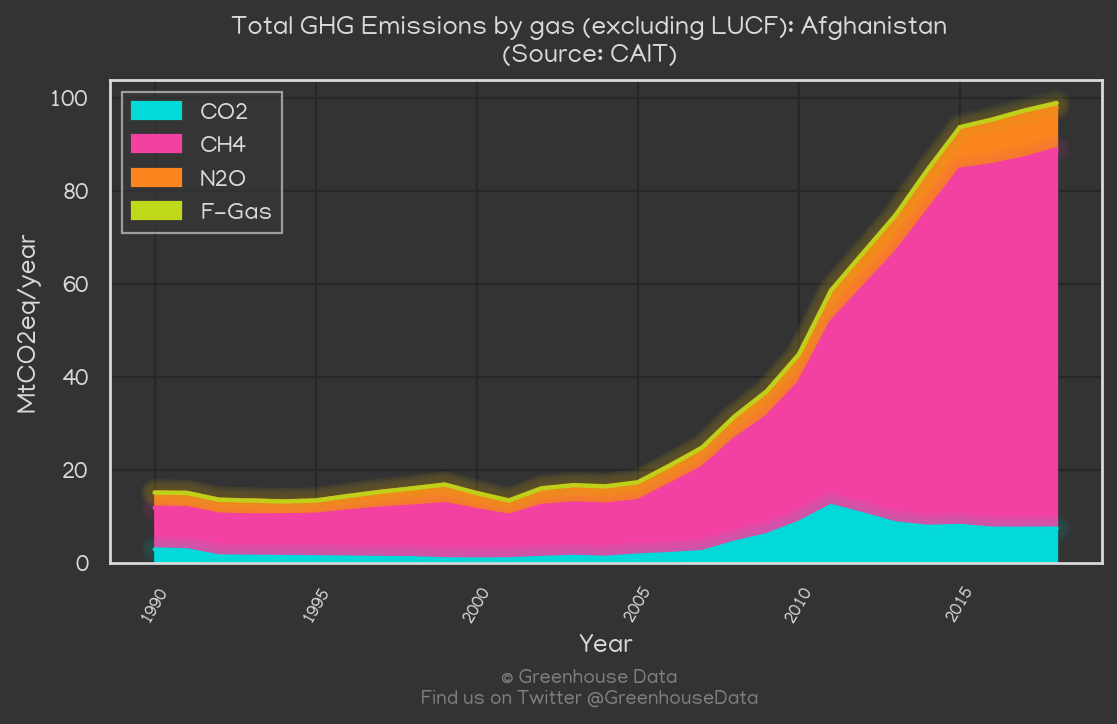 Total GHG Emissions by gas (excluding LUCF): Afghanistan
(Source: CAIT)
CO2
CH4
N2O
F-Gas
MtCO2eq/year
100
80
60
40
20
0
1990
1995
2000
2005
2010
2015
Year
© Greenhouse Data
Find us on Twitter @GreenhouseData